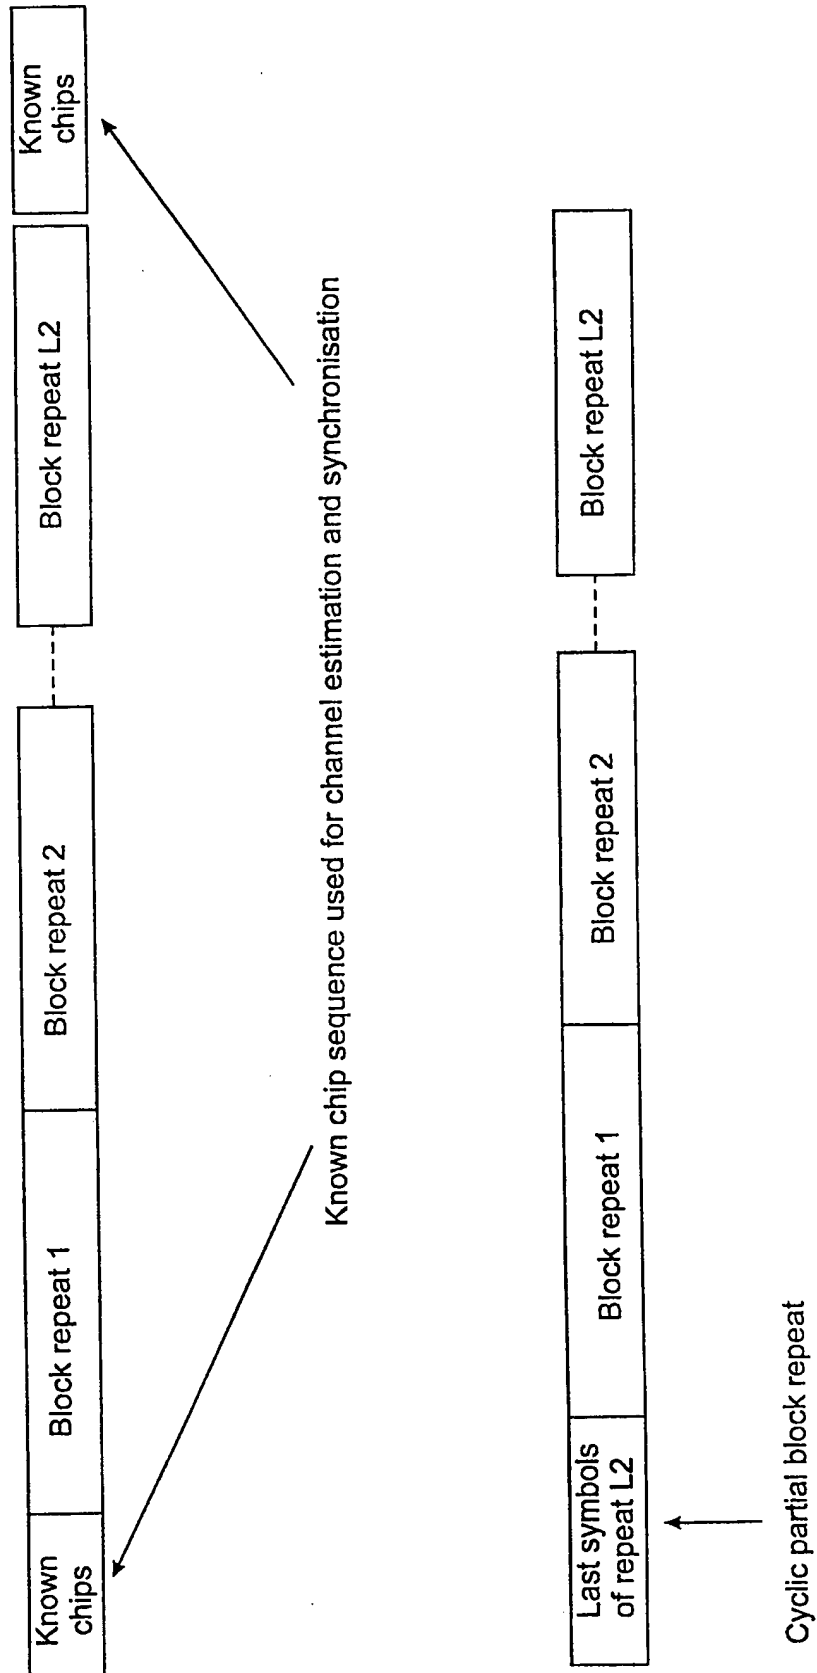 Known
chips
Block repeat 1
Block repeat 2
Block repeat L2
Known
chips
Known chip sequence used for channel estimation and synchronisation
Last symbols
of repeat L2
Block repeat 1
Block repeat 2
Block repeat L2
Cyclic partial block repeat